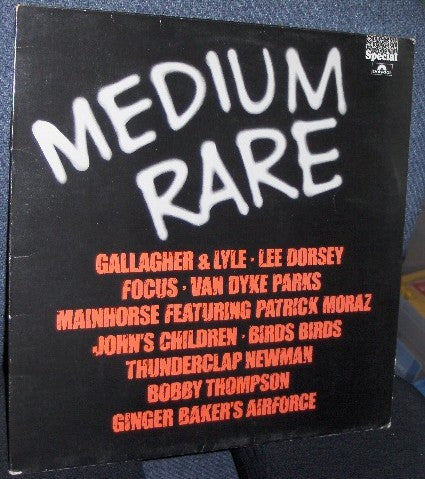 Special
polydor
MEDIUM
RARE
GALLAGHER & LYLE · LEE DORSEY
FOCUS · VAN DYKE PARKS
MAINHORSE FEATURING PATRICK MORAZ
JOHN'S CHILDREN · BIRDS BIRDS
THUNDERCLAP NEWMAN
BOBBY THOMPSON
GINGER BAKER'S AIRFORCE